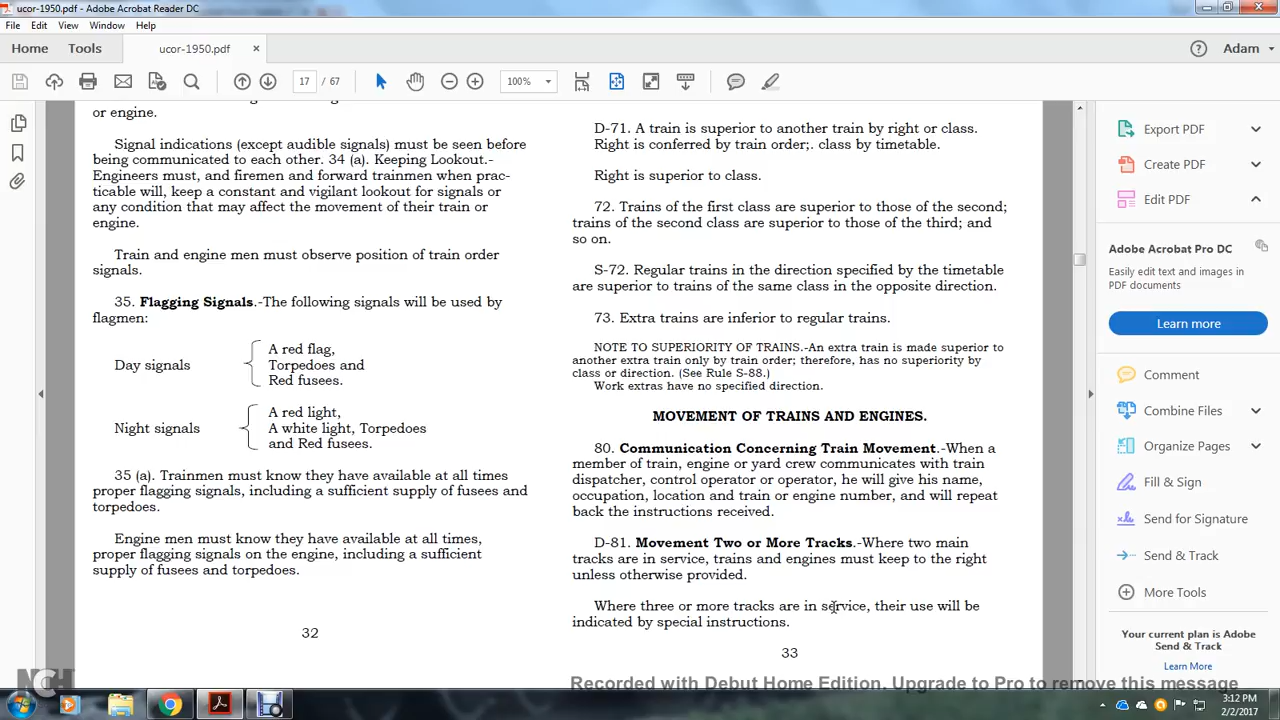 ucor-1950.pdf - Adobe Acrobat Reader DC
File Edit View Window Help
Home Tools ucor-1950.pdf × Adam
17 / 67 100%
or engine.
Signal indications (except audible signals) must be seen before
being communicated to each other. 34 (a). Keeping Lookout.-
Engineers must, and firemen and forward trainmen when prac-
ticable will, keep a constant and vigilant lookout for signals or
any condition that may affect the movement of their train or
engine.
Train and engine men must observe position of train order
signals.
35. Flagging Signals.-The following signals will be used by
flagmen:
Day signals
A red flag,
Torpedoes and
Red fusees.
Night signals
A red light,
A white light, Torpedoes
and Red fusees.
35 (a). Trainmen must know they have available at all times
proper flagging signals, including a sufficient supply of fusees and
torpedoes.
Engine men must know they have available at all times,
proper flagging signals on the engine, including a sufficient
supply of fusees and torpedoes.
32
D-71. A train is superior to another train by right or class.
Right is conferred by train order;. class by timetable.
Right is superior to class.
72. Trains of the first class are superior to those of the second;
trains of the second class are superior to those of the third; and
so on.
S-72. Regular trains in the direction specified by the timetable
are superior to trains of the same class in the opposite direction.
73. Extra trains are inferior to regular trains.
NOTE TO SUPERIORITY OF TRAINS.-An extra train is made superior to
another extra train only by train order; therefore, has no superiority by
class or direction. (See Rule S-88.)
Work extras have no specified direction.
MOVEMENT OF TRAINS AND ENGINES.
80. Communication Concerning Train Movement.-When a
member of train, engine or yard crew communicates with train
dispatcher, control operator or operator, he will give his name,
occupation, location and train or engine number, and will repeat
back the instructions received.
D-81. Movement Two or More Tracks.-Where two main
tracks are in service, trains and engines must keep to the right
unless otherwise provided.
Where three or more tracks are in service, their use will be
indicated by special instructions.
33
Export PDF
Create PDF
Edit PDF
Adobe Acrobat Pro DC
Easily edit text and images in
PDF documents
Learn more
Comment
Combine Files
Organize Pages
Fill & Sign
Send for Signature
Send & Track
More Tools
Your current plan is Adobe
Send & Track
Learn More
NCH
Recorded with Debut Home Edition. Upgrade to Pro to remove this message
3:12 PM
2/2/2017